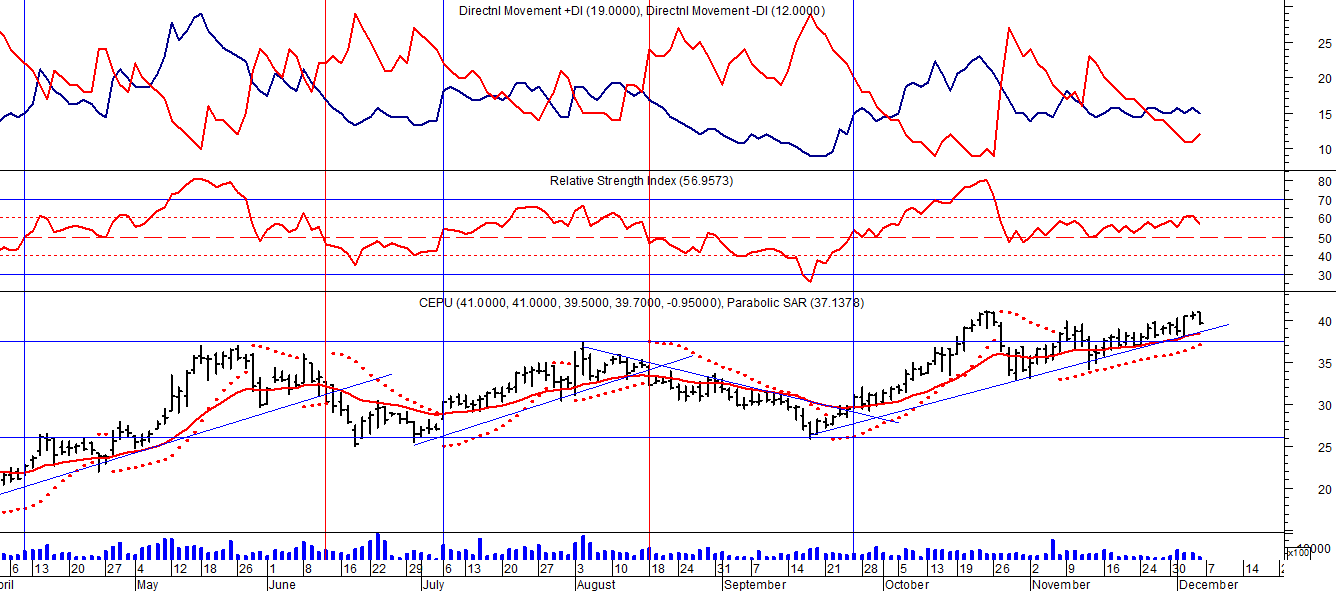 Directnl Movement +DI (19.0000), Directnl Movement -DI (12.0000)
25
20
15
10
Relative Strength Index (56.9573)
80
70
60
50
40
30
CEPU (41.0000, 41.0000, 39.5000, 39.7000, -0.95000), Parabolic SAR (37.1378)
40
35
30
25
20
10000
x100
6 13 20 27 4 12 18 26 1 8 16 22 29 6 13 20 27 3 10 18 24 31 7 14 21 28 5 13 19 26 2 9 16 24 30 7 14
pril May June July August September October November December